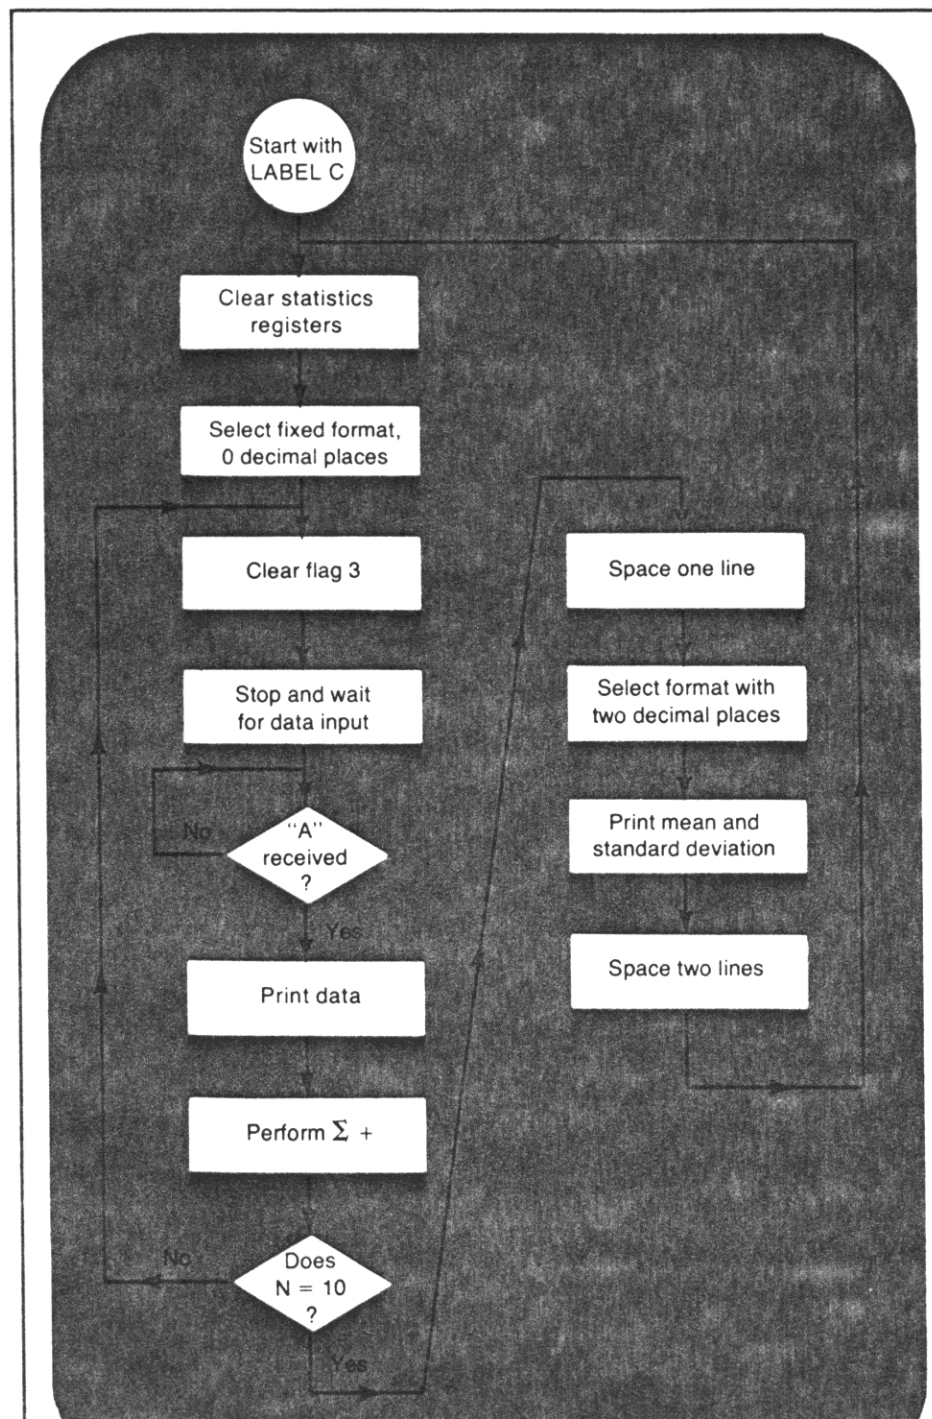 Start with
LABEL C
Clear statistics
registers
Select fixed format,
0 decimal places
Clear flag 3
Stop and wait
for data input
"A"
received
?
No
Yes
Print data
Perform Σ +
Does
N = 10
?
No
Yes
Space one line
Select format with
two decimal places
Print mean and
standard deviation
Space two lines